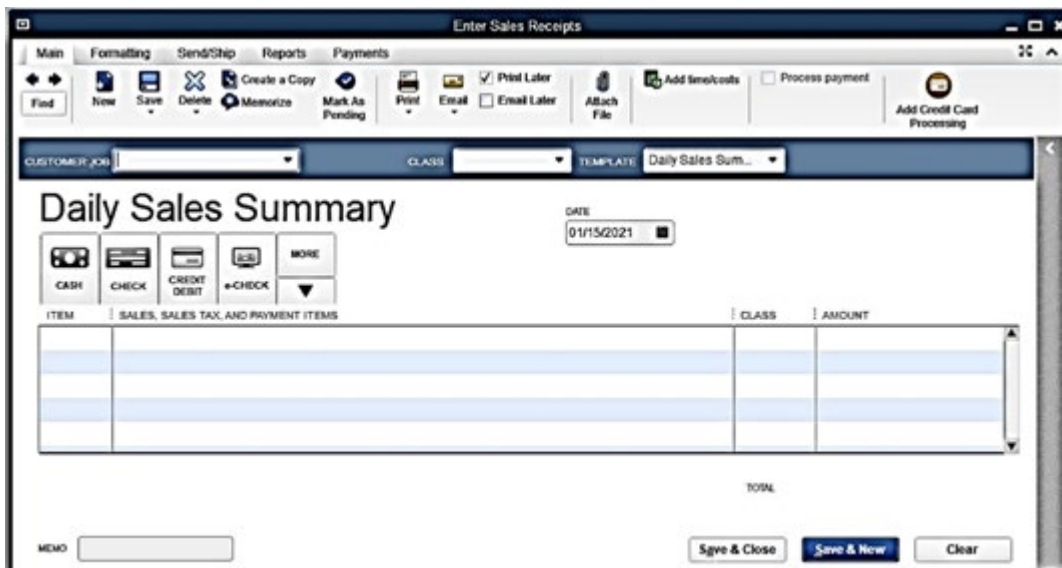 Enter Sales Receipts
Main Formatting Send/Ship Reports Payments
Find New Save Delete Create a Copy Memorize Mark As Pending Print Email Print Later Email Later Attach File Add time/costs Process payment Add Credit Card Processing
CUSTOMER:JOB CLASS TEMPLATE Daily Sales Sum...
Daily Sales Summary
DATE
01/15/2021
CASH CHECK CREDIT DEBIT e-CHECK MORE
ITEM SALES, SALES TAX, AND PAYMENT ITEMS CLASS AMOUNT
TOTAL
MEMO Save & Close Save & New Clear